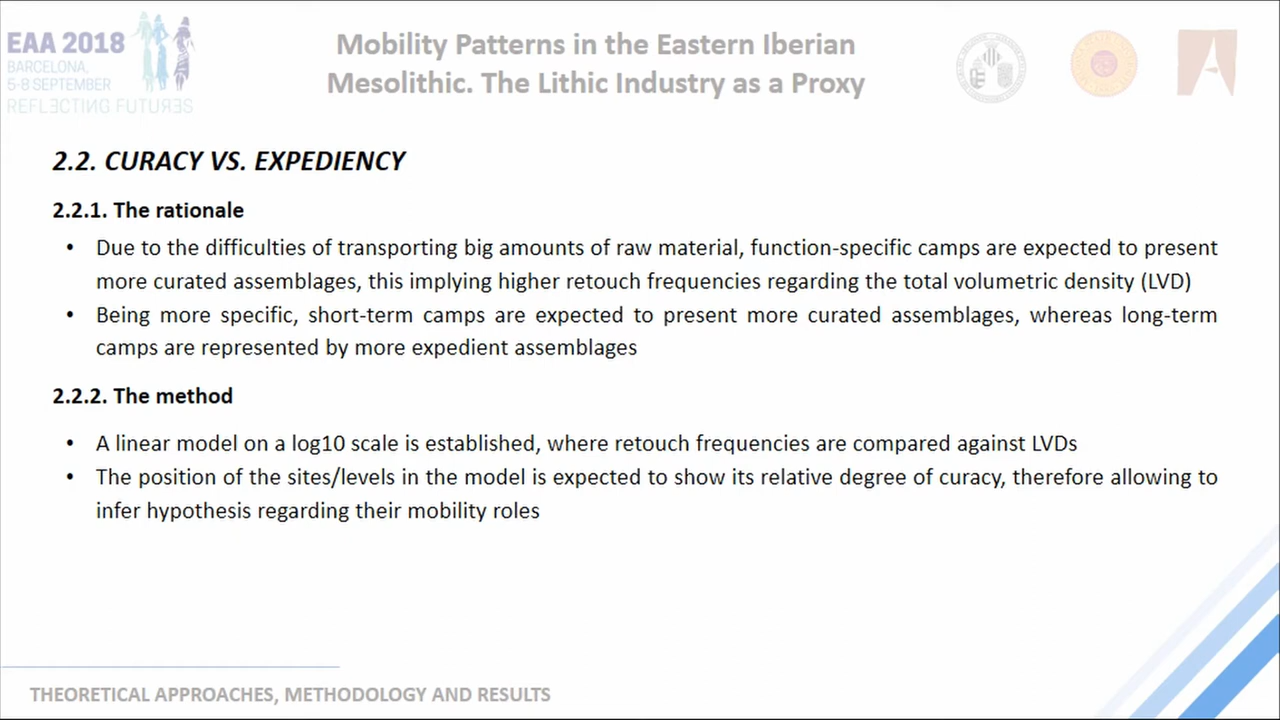 EAA 2018
BARCELONA,
5-8 SEPTEMBER
REFLECTING FUTURES
Mobility Patterns in the Eastern Iberian
Mesolithic. The Lithic Industry as a Proxy
2.2. CURACY VS. EXPEDIENCY
2.2.1. The rationale
• Due to the difficulties of transporting big amounts of raw material, function-specific camps are expected to present
more curated assemblages, this implying higher retouch frequencies regarding the total volumetric density (LVD)
• Being more specific, short-term camps are expected to present more curated assemblages, whereas long-term
camps are represented by more expedient assemblages
2.2.2. The method
• A linear model on a log10 scale is established, where retouch frequencies are compared against LVDs
• The position of the sites/levels in the model is expected to show its relative degree of curacy, therefore allowing to
infer hypothesis regarding their mobility roles
THEORETICAL APPROACHES, METHODOLOGY AND RESULTS